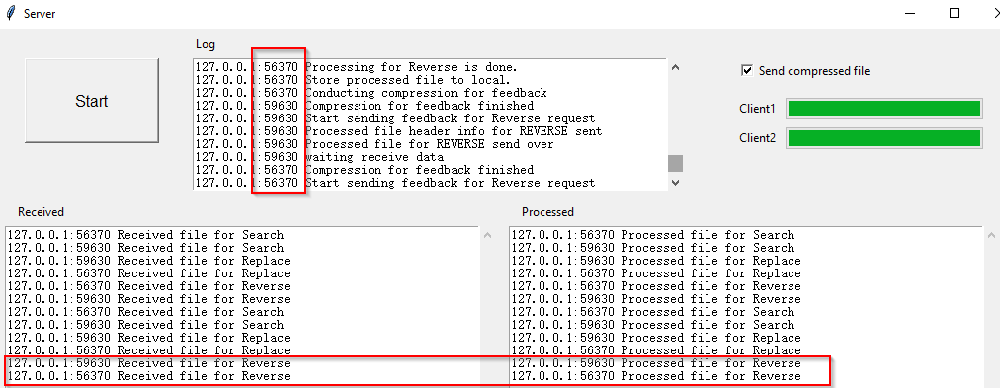 Server
Log
Start
127.0.0.1:56370 Processing for Reverse is done.
127.0.0.1:56370 Store processed file to local.
127.0.0.1:56370 Conducting compression for feedback
127.0.0.1:59630 Compression for feedback finished
127.0.0.1:59630 Start sending feedback for Reverse request
127.0.0.1:59630 Processed file header info for REVERSE sent
127.0.0.1:59630 Processed file for REVERSE send over
127.0.0.1:59630 waiting receive data
127.0.0.1:56370 Compression for feedback finished
127.0.0.1:56370 Start sending feedback for Reverse request
Send compressed file
Client1
Client2
Received
127.0.0.1:56370 Received file for Search
127.0.0.1:59630 Received file for Search
127.0.0.1:59630 Received file for Replace
127.0.0.1:56370 Received file for Replace
127.0.0.1:56370 Received file for Reverse
127.0.0.1:59630 Received file for Reverse
127.0.0.1:56370 Received file for Search
127.0.0.1:59630 Received file for Search
127.0.0.1:59630 Received file for Replace
127.0.0.1:56370 Received file for Replace
127.0.0.1:59630 Received file for Reverse
127.0.0.1:56370 Received file for Reverse
Processed
127.0.0.1:56370 Processed file for Search
127.0.0.1:59630 Processed file for Search
127.0.0.1:59630 Processed file for Replace
127.0.0.1:56370 Processed file for Replace
127.0.0.1:56370 Processed file for Reverse
127.0.0.1:59630 Processed file for Reverse
127.0.0.1:56370 Processed file for Search
127.0.0.1:59630 Processed file for Search
127.0.0.1:59630 Processed file for Replace
127.0.0.1:56370 Processed file for Replace
127.0.0.1:59630 Processed file for Reverse
127.0.0.1:56370 Processed file for Reverse